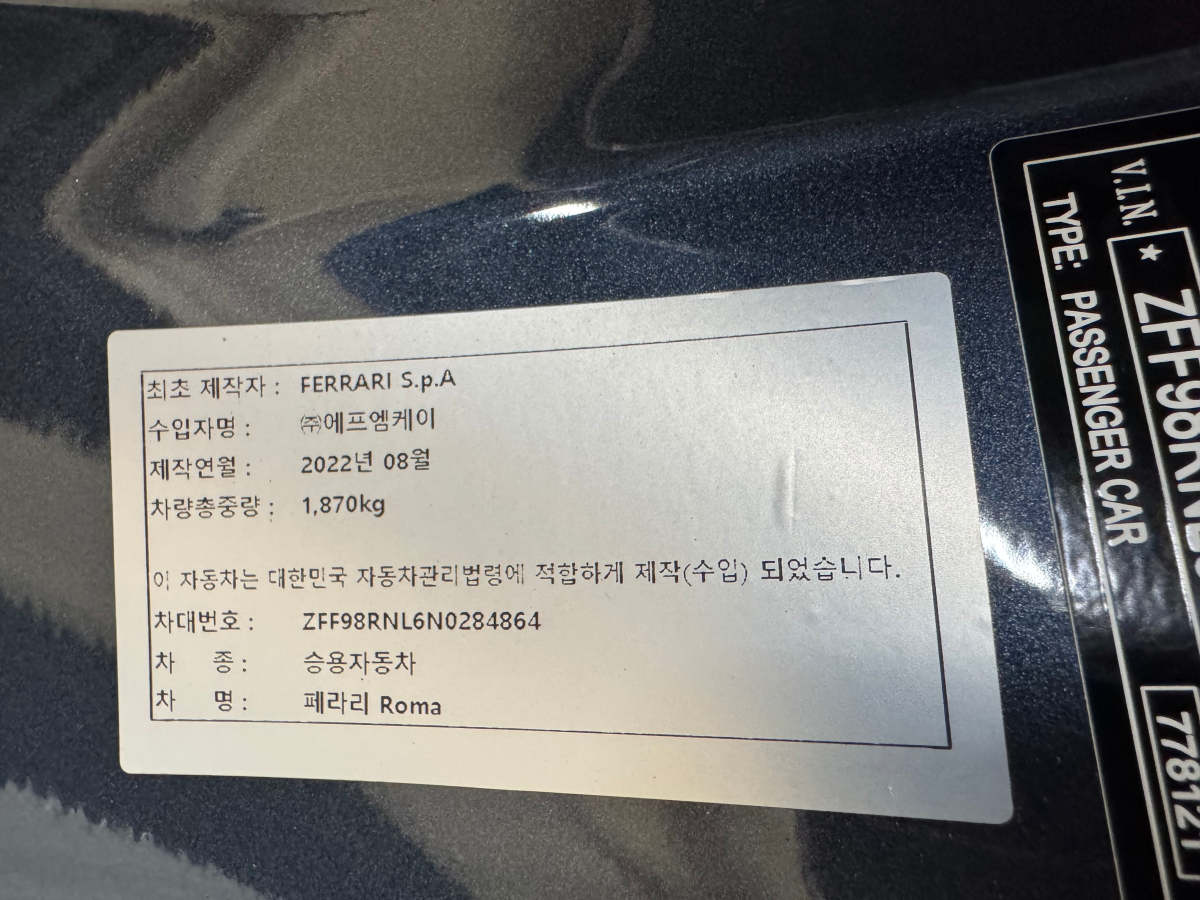 최초 제작자 : FERRARI S.p.A
수입자명 : ㈜에프엠케이
제작연월 : 2022년 08월
차량총중량 : 1,870kg
이 자동차는 대한민국 자동차관리법령에 적합하게 제작(수입) 되었습니다.
차대번호 : ZFF98RNL6N0284864
차 종 : 승용자동차
차 명 : 페라리 Roma
V.I.N.
★ ZFF98RNL
TYPE: PASSENGER CAR
778121